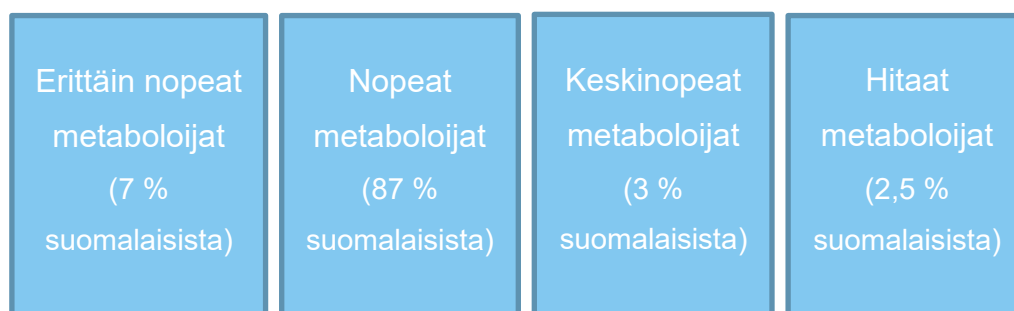 Erittäin nopeat
metaboloijat
(7 %
suomalaisista)
Nopeat
metaboloijat
(87 %
suomalaisista)
Keskinopeat
metaboloijat
(3 %
suomalaisista)
Hitaat
metaboloijat
(2,5 %
suomalaisista)